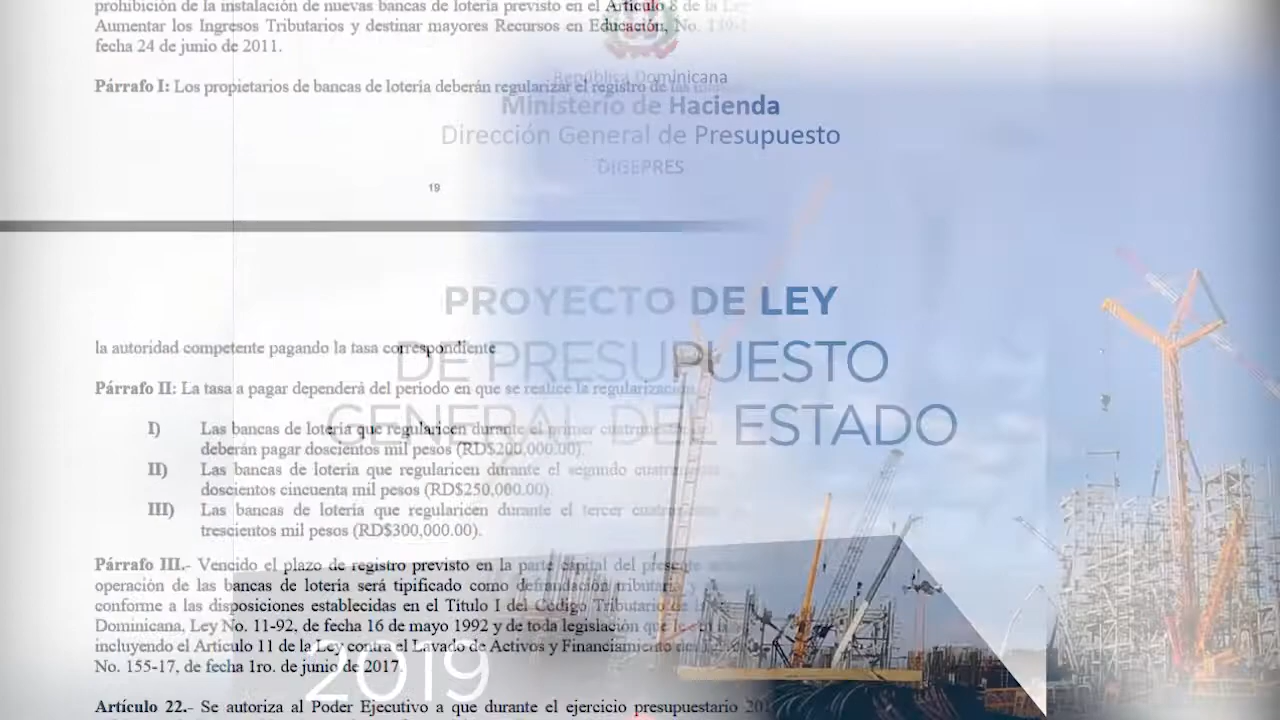 prohibición de la instalación de nuevas bancas de lotería previsto en el Artículo 8 de la Ley
Aumentar los Ingresos Tributarios y destinar mayores Recursos en Educación, No.
fecha 24 de junio de 2011.
Párrafo I: Los propietarios de bancas de lotería deberán regularizar el registro de las
19
República Dominicana
Ministerio de Hacienda
Dirección General de Presupuesto
DIGEPRES
PROYECTO DE LEY
DE PRESUPUESTO
GENERAL DEL ESTADO
la autoridad competente pagando la tasa correspondiente
Párrafo II: La tasa a pagar dependerá del periodo en que se realice la regularización
I) Las bancas de lotería que regularicen durante el primer
deberán pagar doscientos mil pesos (RD$200,000.00).
II) Las bancas de lotería que regularicen durante el segundo
doscientos cincuenta mil pesos (RD$250,000.00).
III) Las bancas de lotería que regularicen durante el tercer
trescientos mil pesos (RD$300,000.00).
Párrafo III.- Vencido el plazo de registro previsto en la parte capital del
operación de las bancas de lotería será tipificado como defraudación tributaria y
conforme a las disposiciones establecidas en el Título I del Código Tributario de
Dominicana, Ley No. 11-92, de fecha 16 de mayo 1992 y de toda legislación que
incluyendo el Artículo 11 de la Ley contra el Lavado de Activos y Financiamiento del
No. 155-17, de fecha 1ro. de junio de 2017.
2019
Artículo 22.- Se autoriza al Poder Ejecutivo a que durante el ejercicio presupuestario